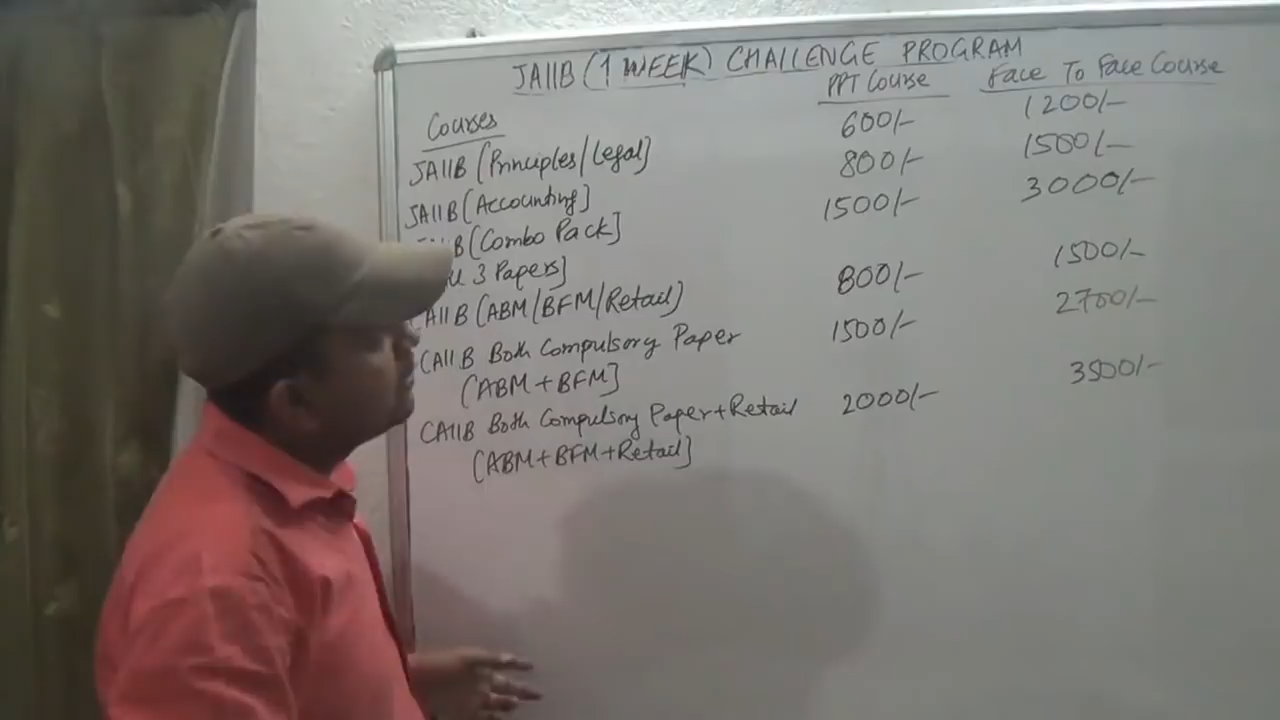 JAIIB (1 WEEK) CHALLENGE PROGRAM
Courses PPT Course Face To Face Course
JAIIB [Principles/Legal] 600/- 1200/-
JAIIB [Accounting] 800/- 1500/-
B [Combo Pack] 1500/- 3000/-
3 Papers]
CAIIB [ABM/BFM/Retail] 800/- 1500/-
CAIIB Both Compulsory Paper 1500/- 2700/-
[ABM + BFM]
CAIIB Both Compulsory Paper + Retail 2000/- 3500/-
[ABM + BFM + Retail]